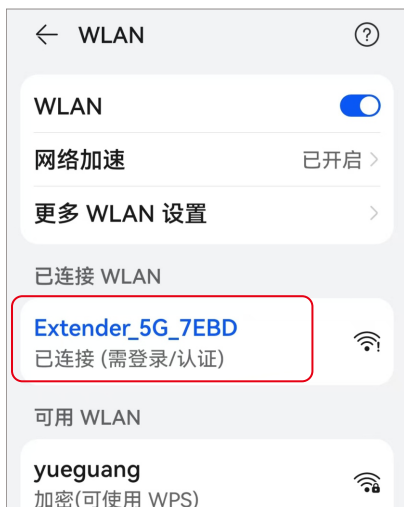 WLAN
WLAN
网络加速 已开启
更多 WLAN 设置
已连接 WLAN
Extender_5G_7EBD
已连接 (需登录/认证)
可用 WLAN
yueguang
加密(可使用 WPS)